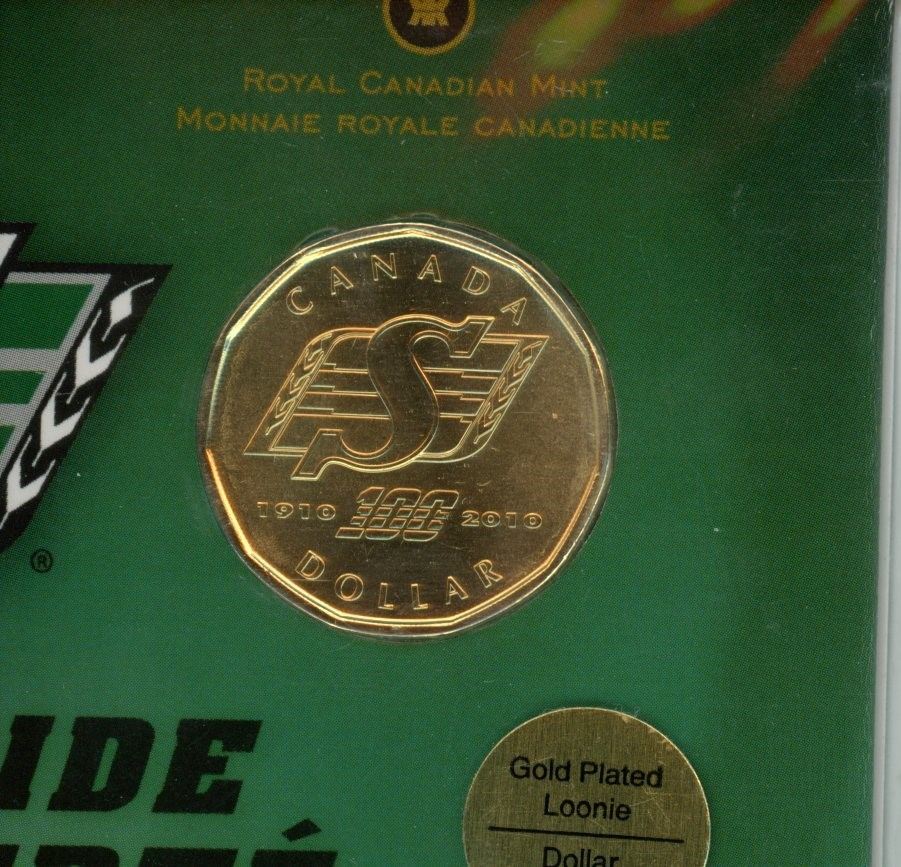 ROYAL CANADIAN MINT
MONNAIE ROYALE CANADIENNE
CANADA
S
1910 100 2010
DOLLAR
®
IDE
Gold Plated
Loonie
Dollar